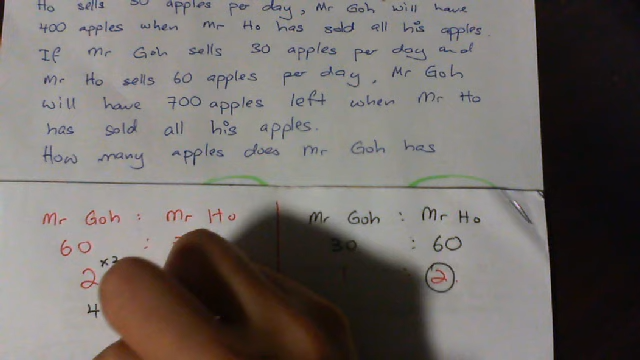 Ho sells 30 apples per day, Mr Goh will have
400 apples when Mr Ho has sold all his apples.
If Mr Goh sells 30 apples per day and
Mr Ho sells 60 apples per day, Mr Goh
will have 700 apples left when Mr Ho
has sold all his apples.
How many apples does Mr Goh has
Mr Goh : Mr Ho Mr Goh : Mr Ho
60 : 30 : 60
2 1 2
4